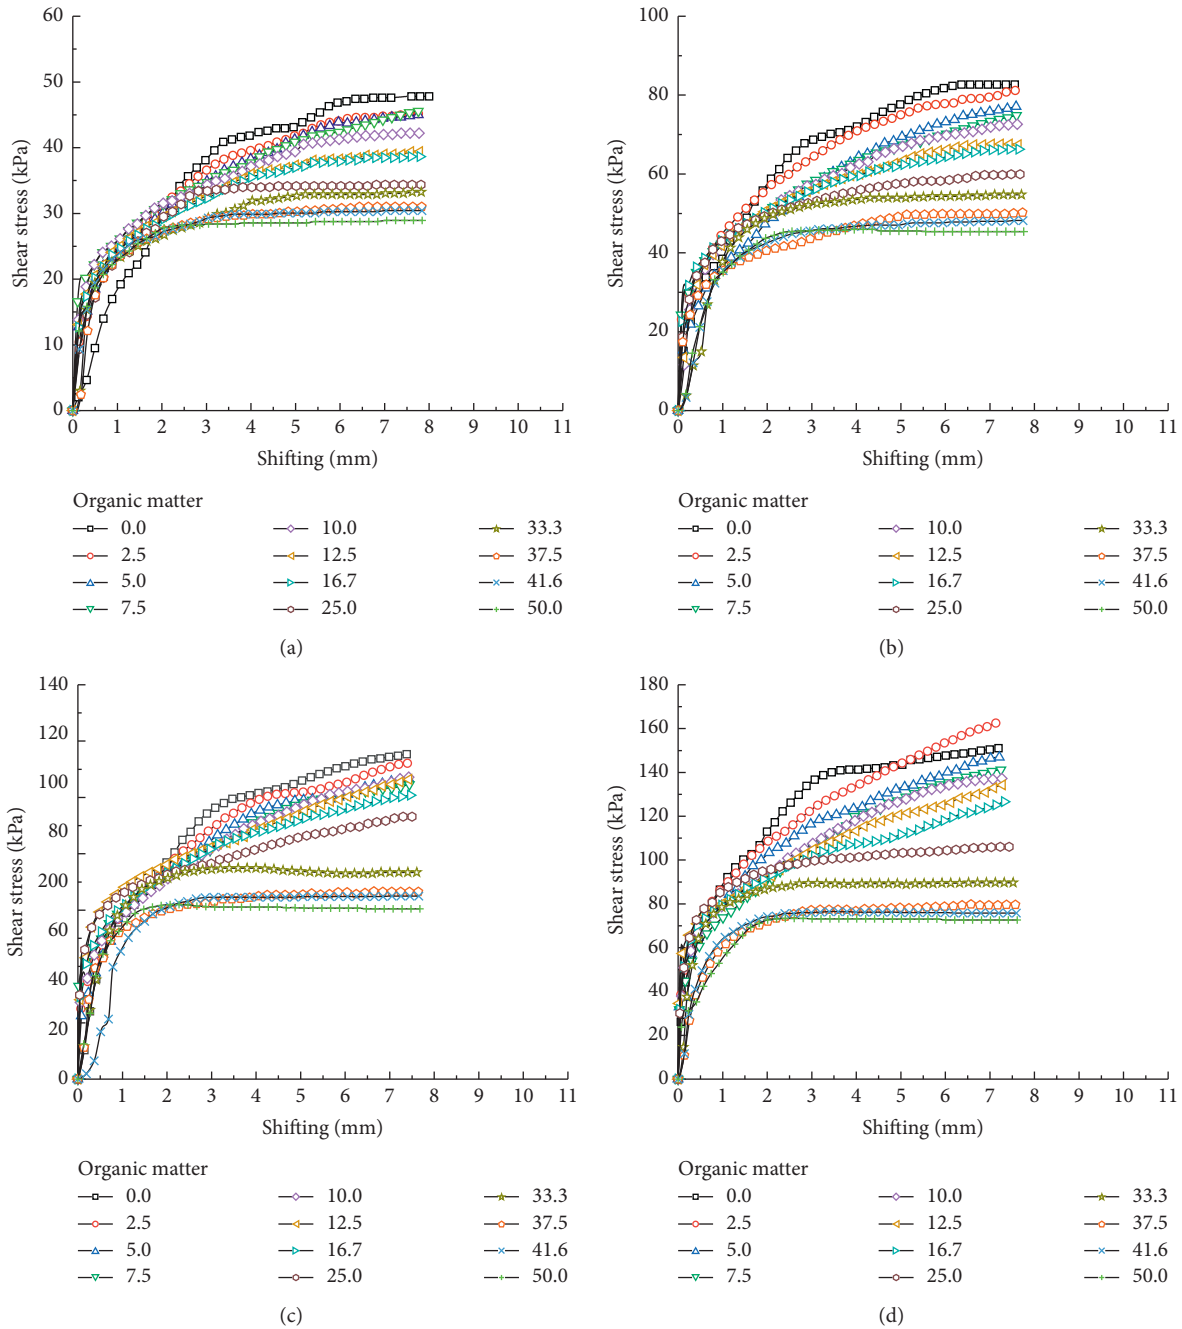 60
50
40
30
20
10
0
Shear stress (kPa)
0 1 2 3 4 5 6 7 8 9 10 11
Shifting (mm)
Organic matter
0.0 10.0 33.3
2.5 12.5 37.5
5.0 16.7 41.6
7.5 25.0 50.0
(a)
100
80
60
40
20
0
Shear stress (kPa)
0 1 2 3 4 5 6 7 8 9 10 11
Shifting (mm)
Organic matter
0.0 10.0 33.3
2.5 12.5 37.5
5.0 16.7 41.6
7.5 25.0 50.0
(b)
140
120
100
80
200
60
40
20
0
Shear stress (kPa)
0 1 2 3 4 5 6 7 8 9 10 11
Shifting (mm)
Organic matter
0.0 10.0 33.3
2.5 12.5 37.5
5.0 16.7 41.6
7.5 25.0 50.0
(c)
180
160
140
120
100
80
60
40
20
0
Shear stress (kPa)
0 1 2 3 4 5 6 7 8 9 10 11
Shifting (mm)
Organic matter
0.0 10.0 33.3
2.5 12.5 37.5
5.0 16.7 41.6
7.5 25.0 50.0
(d)